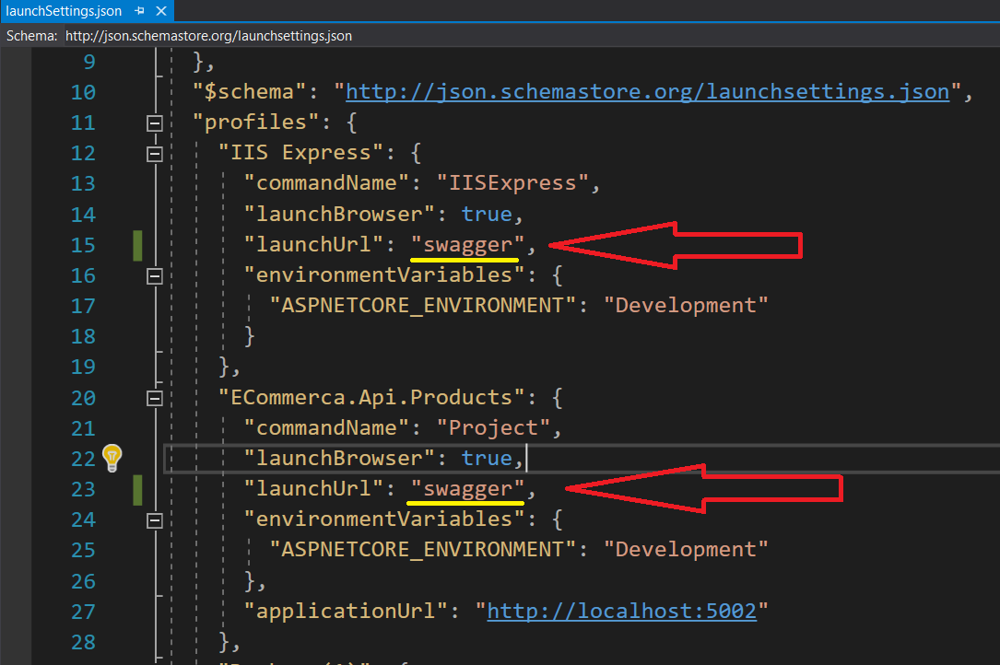 launchSettings.json
Schema: http://json.schemastore.org/launchsettings.json
9 },
10 "$schema": "http://json.schemastore.org/launchsettings.json",
11 "profiles": {
12 "IIS Express": {
13 "commandName": "IISExpress",
14 "launchBrowser": true,
15 "launchUrl": "swagger",
16 "environmentVariables": {
17 "ASPNETCORE_ENVIRONMENT": "Development"
18 }
19 },
20 "ECommerca.Api.Products": {
21 "commandName": "Project",
22 "launchBrowser": true,
23 "launchUrl": "swagger",
24 "environmentVariables": {
25 "ASPNETCORE_ENVIRONMENT": "Development"
26 },
27 "applicationUrl": "http://localhost:5002"
28 },